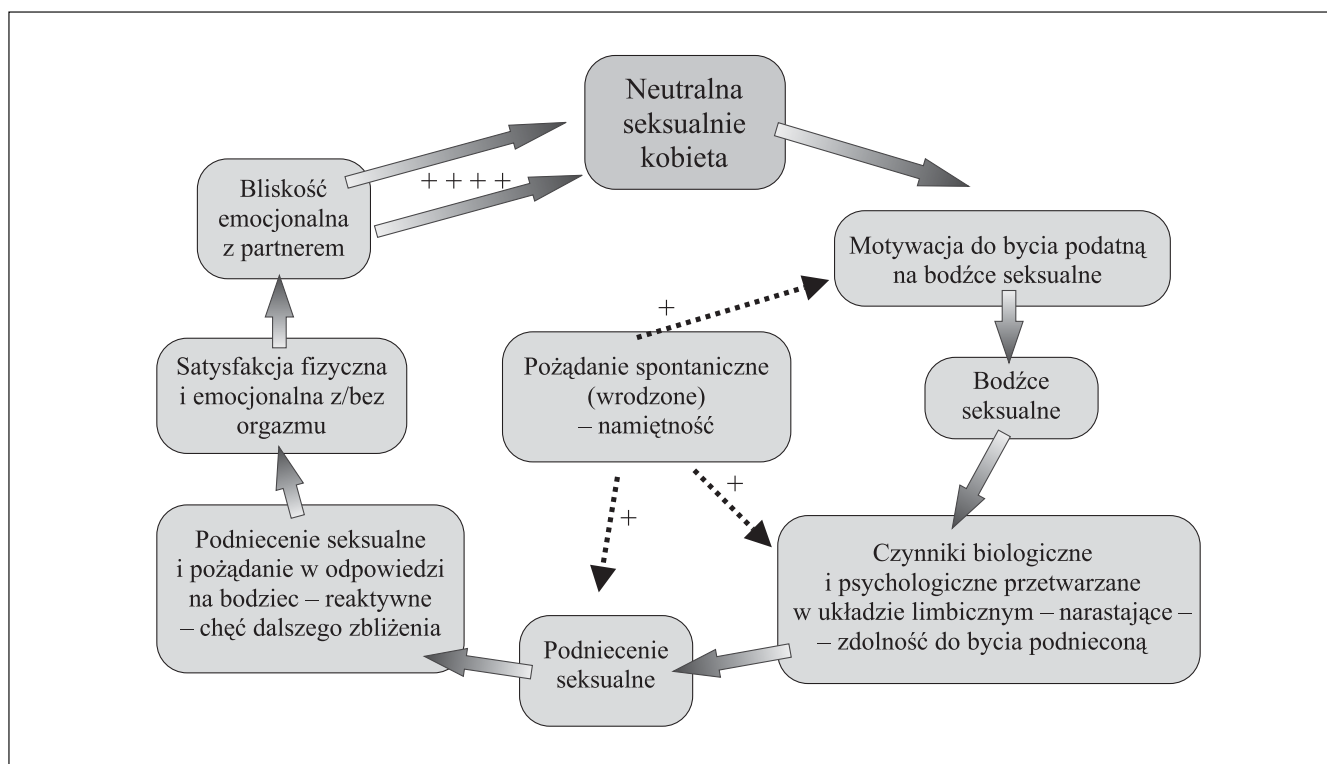 Neutralna
seksualnie
kobieta
Motywacja do bycia podatną
na bodźce seksualne
Bodźce
seksualne
Czynniki biologiczne
i psychologiczne przetwarzane
w układzie limbicznym – narastające –
– zdolność do bycia podnieconą
Podniecenie
seksualne
Podniecenie seksualne
i pożądanie w odpowiedzi
na bodziec – reaktywne
– chęć dalszego zbliżenia
Satysfakcja fizyczna
i emocjonalna z/bez
orgazmu
Bliskość
emocjonalna
z partnerem
+ + + +
Pożądanie spontaniczne
(wrodzone)
– namiętność
+
+
+